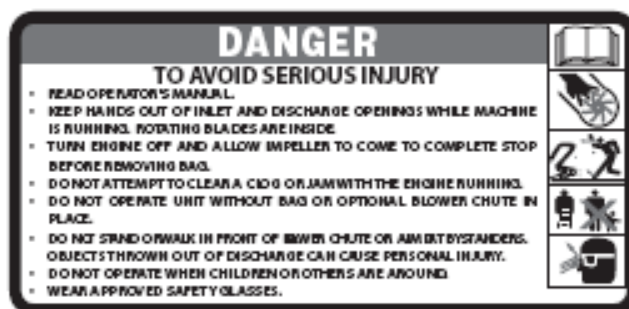 DANGER
TO AVOID SERIOUS INJURY
• READ OPERATOR'S MANUAL.
• KEEP HANDS OUT OF INLET AND DISCHARGE OPENINGS WHILE MACHINE
IS RUNNING. ROTATING BLADES ARE INSIDE.
• TURN ENGINE OFF AND ALLOW IMPELLER TO COME TO COMPLETE STOP
BEFORE REMOVING BAG.
• DO NOT ATTEMPT TO CLEAR A CLOG OR JAM WITH THE ENGINE RUNNING.
• DO NOT OPERATE UNIT WITHOUT BAG OR OPTIONAL BLOWER CHUTE IN
PLACE.
• DO NOT STAND OR WALK IN FRONT OF CHUTE OR AIM AT BYSTANDERS.
OBJECTS THROWN OUT OF DISCHARGE CAN CAUSE PERSONAL INJURY.
• DO NOT OPERATE WHEN CHILDREN OR OTHERS ARE AROUND.
• WEAR APPROVED SAFETY GLASSES.